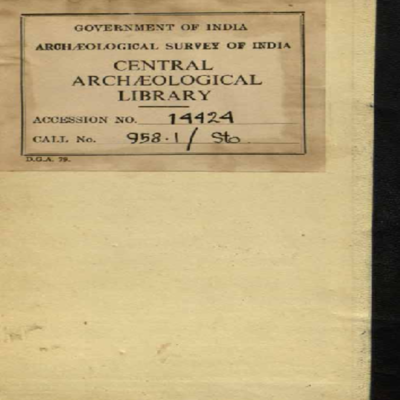 GOVERNMENT OF INDIA
ARCHÆOLOGICAL SURVEY OF INDIA
CENTRAL
ARCHÆOLOGICAL
LIBRARY
ACCESSION NO. 14424
CALL No. 958.1/Sto
D.G.A. 79.